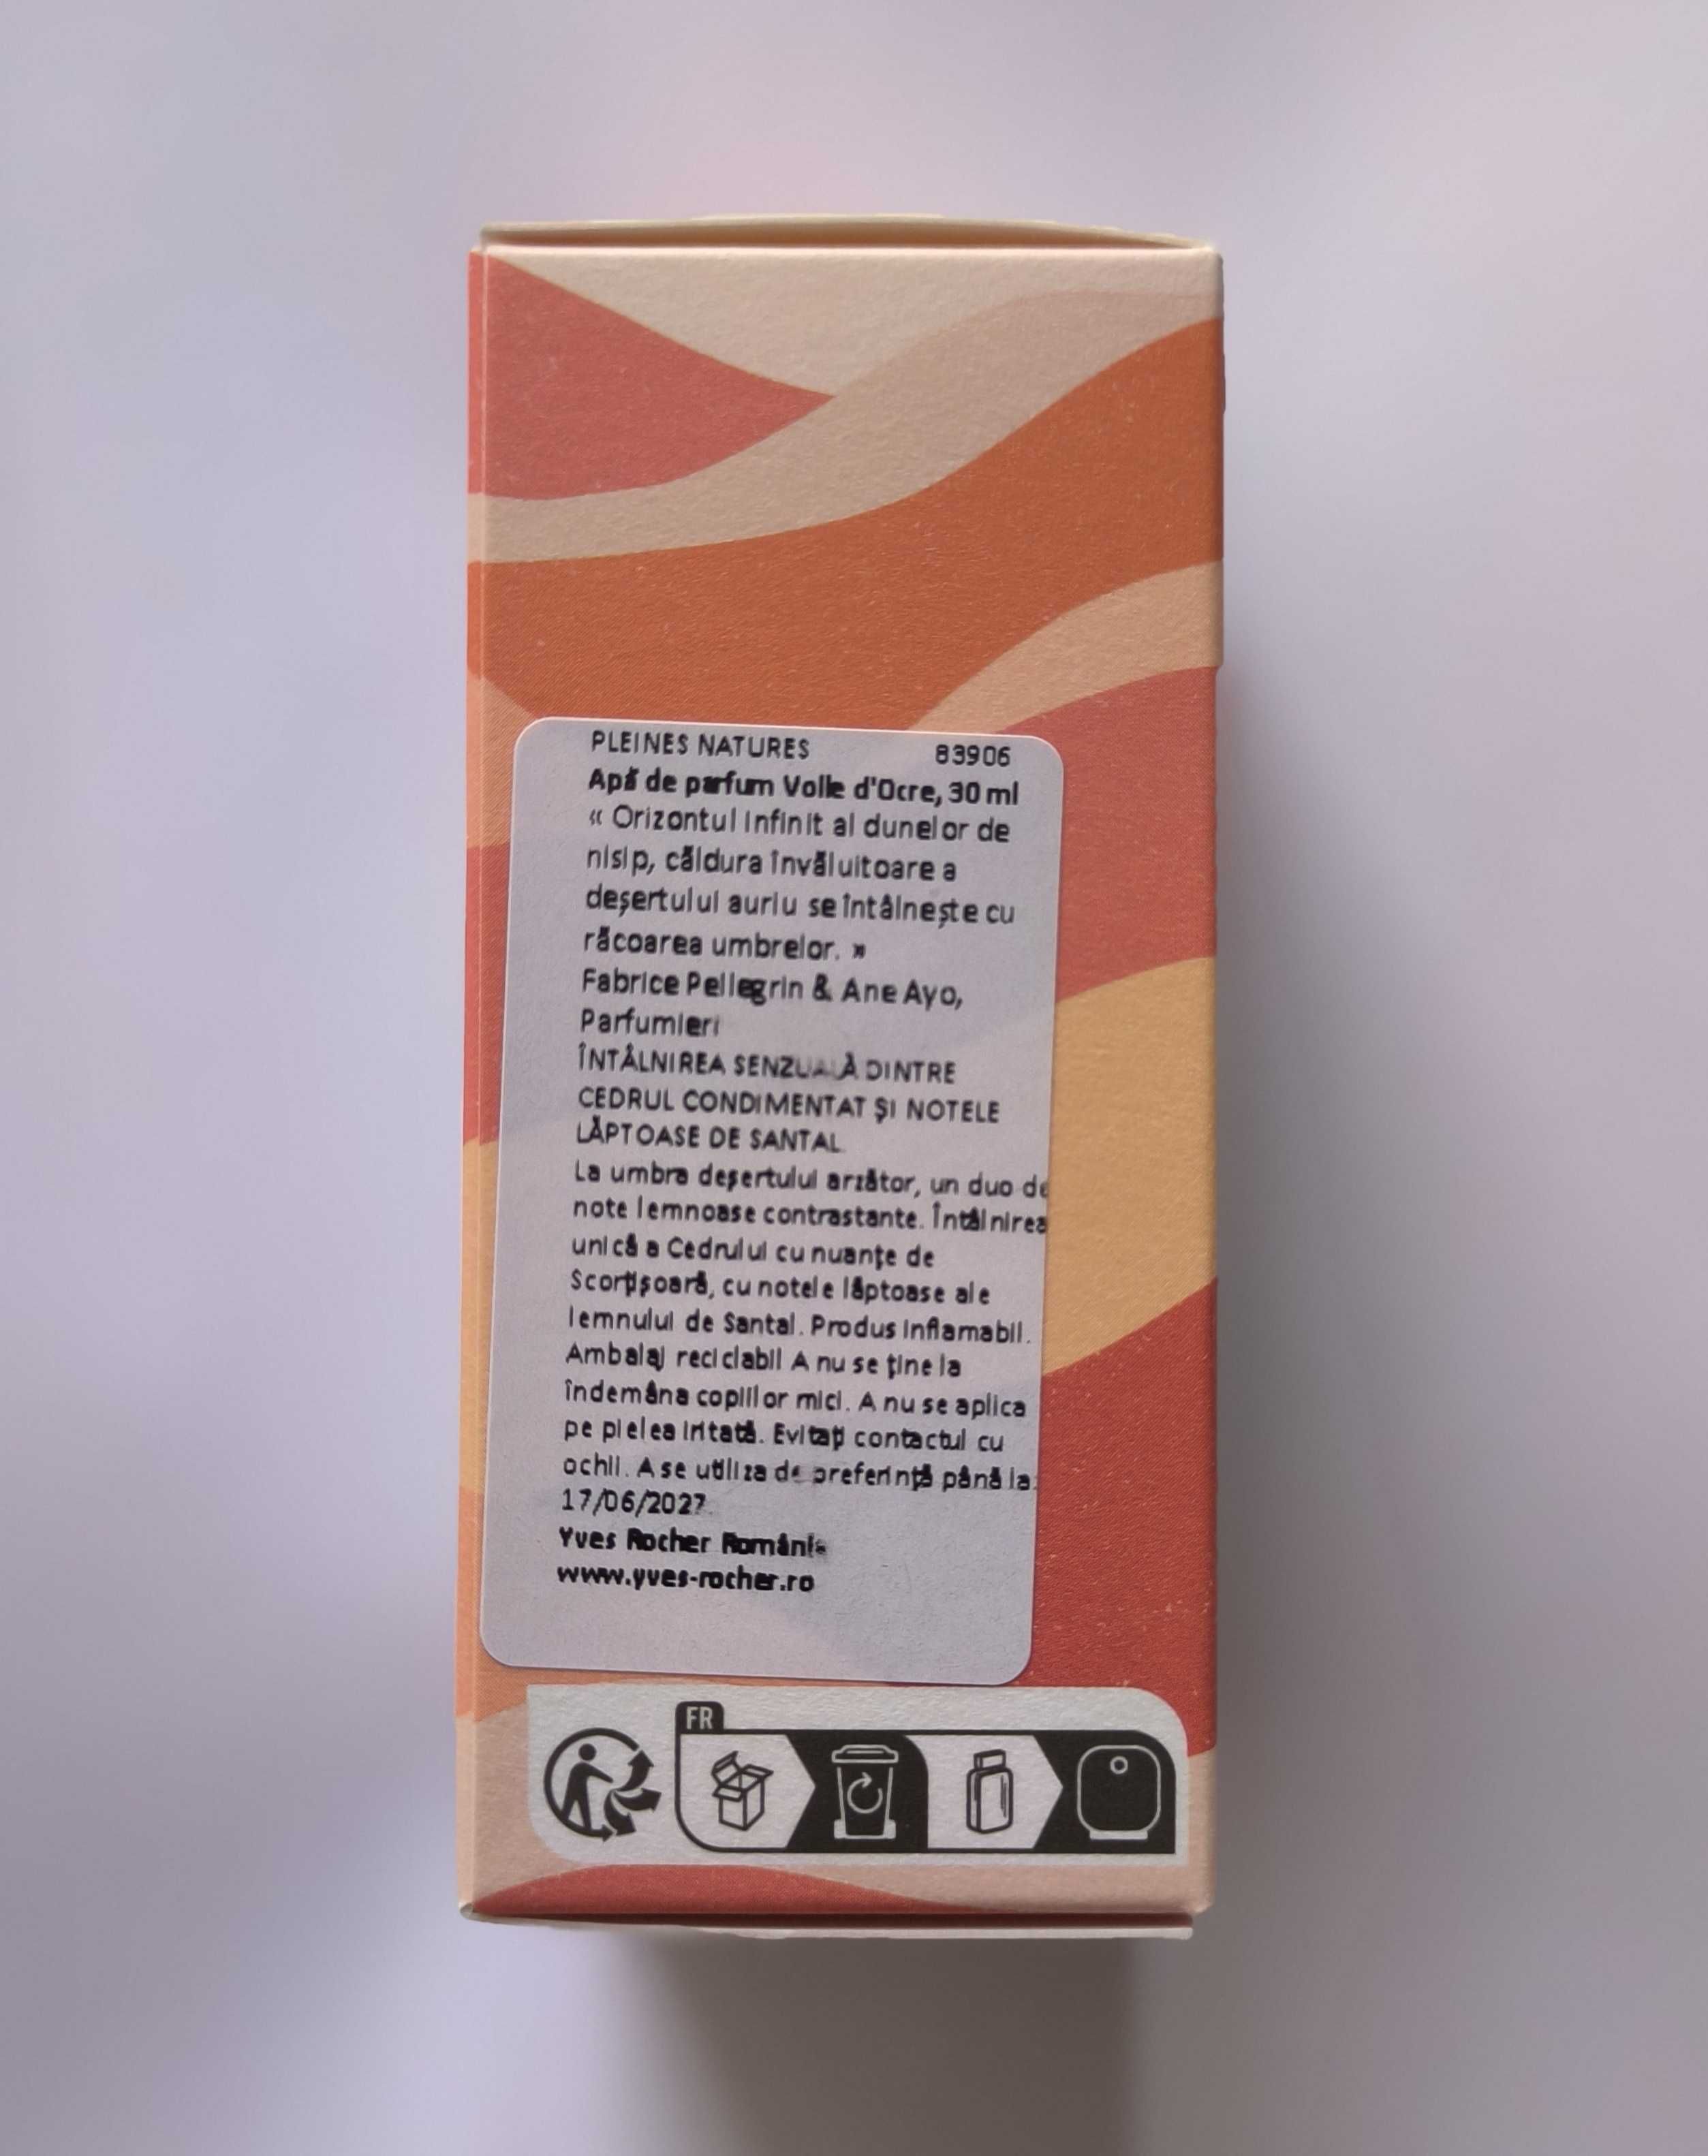 PLEINES NATURES 83906
Apă de parfum Voile d'Ocre, 30 ml
« Orizontul infinit al dunelor de
nisip, căldura învăluitoare a
deșertului auriu se întâlnește cu
răcoarea umbrelor. »
Fabrice Pellegrin & Ane Ayo,
Parfumieri
ÎNTÂLNIREA SENZUALĂ DINTRE
CEDRUL CONDIMENTAT ȘI NOTELE
LĂPTOASE DE SANTAL.
La umbra deșertului arzător, un duo de
note lemnoase contrastante. Întâlnirea
unică a Cedrului cu nuanțe de
Scorțișoară, cu notele lăptoase ale
lemnului de Santal. Produs inflamabil.
Ambalaj reciclabil A nu se ține la
îndemâna copiilor mici. A nu se aplica
pe pielea iritată. Evitați contactul cu
ochii. A se utiliza de preferință până la:
17/06/2027
Yves Rocher România
www.yves-rocher.ro
FR